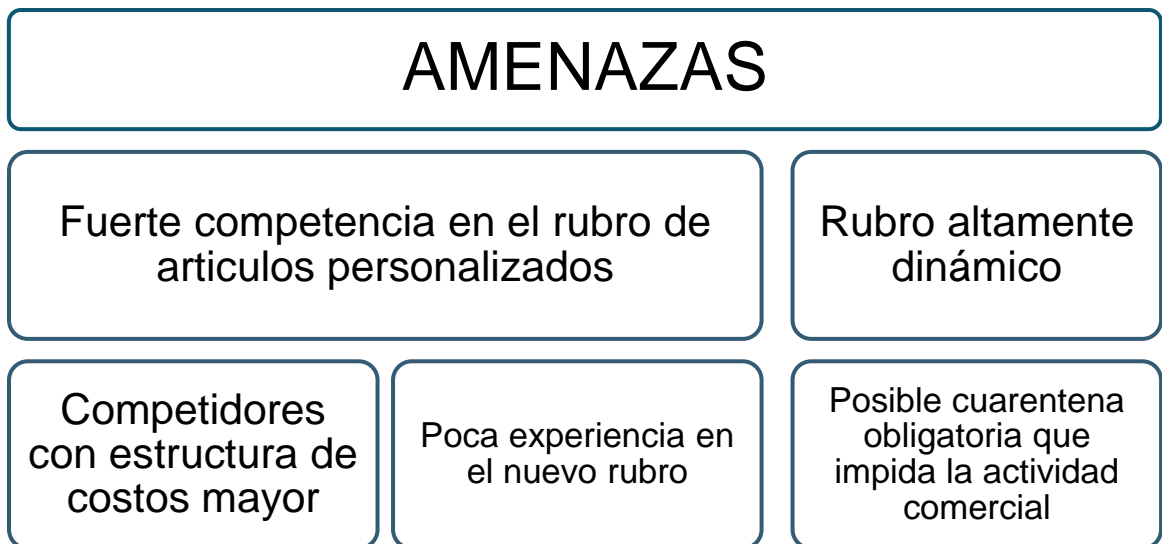 AMENAZAS
Fuerte competencia en el rubro de
articulos personalizados
Rubro altamente
dinámico
Competidores
con estructura de
costos mayor
Poca experiencia en
el nuevo rubro
Posible cuarentena
obligatoria que
impida la actividad
comercial